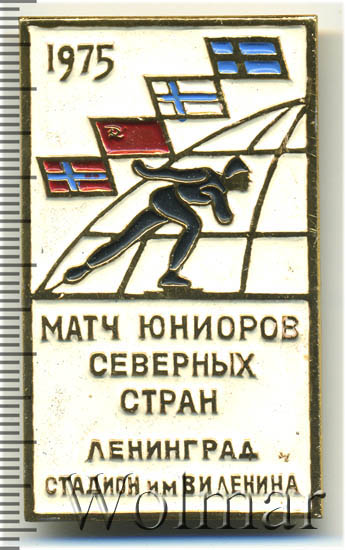 1975
МАТЧ ЮНИОРОВ
СЕВЕРНЫХ
СТРАН
ЛЕНИНГРАД
СТАДИОН ИМ В И ЛЕНИНА
Wolmar